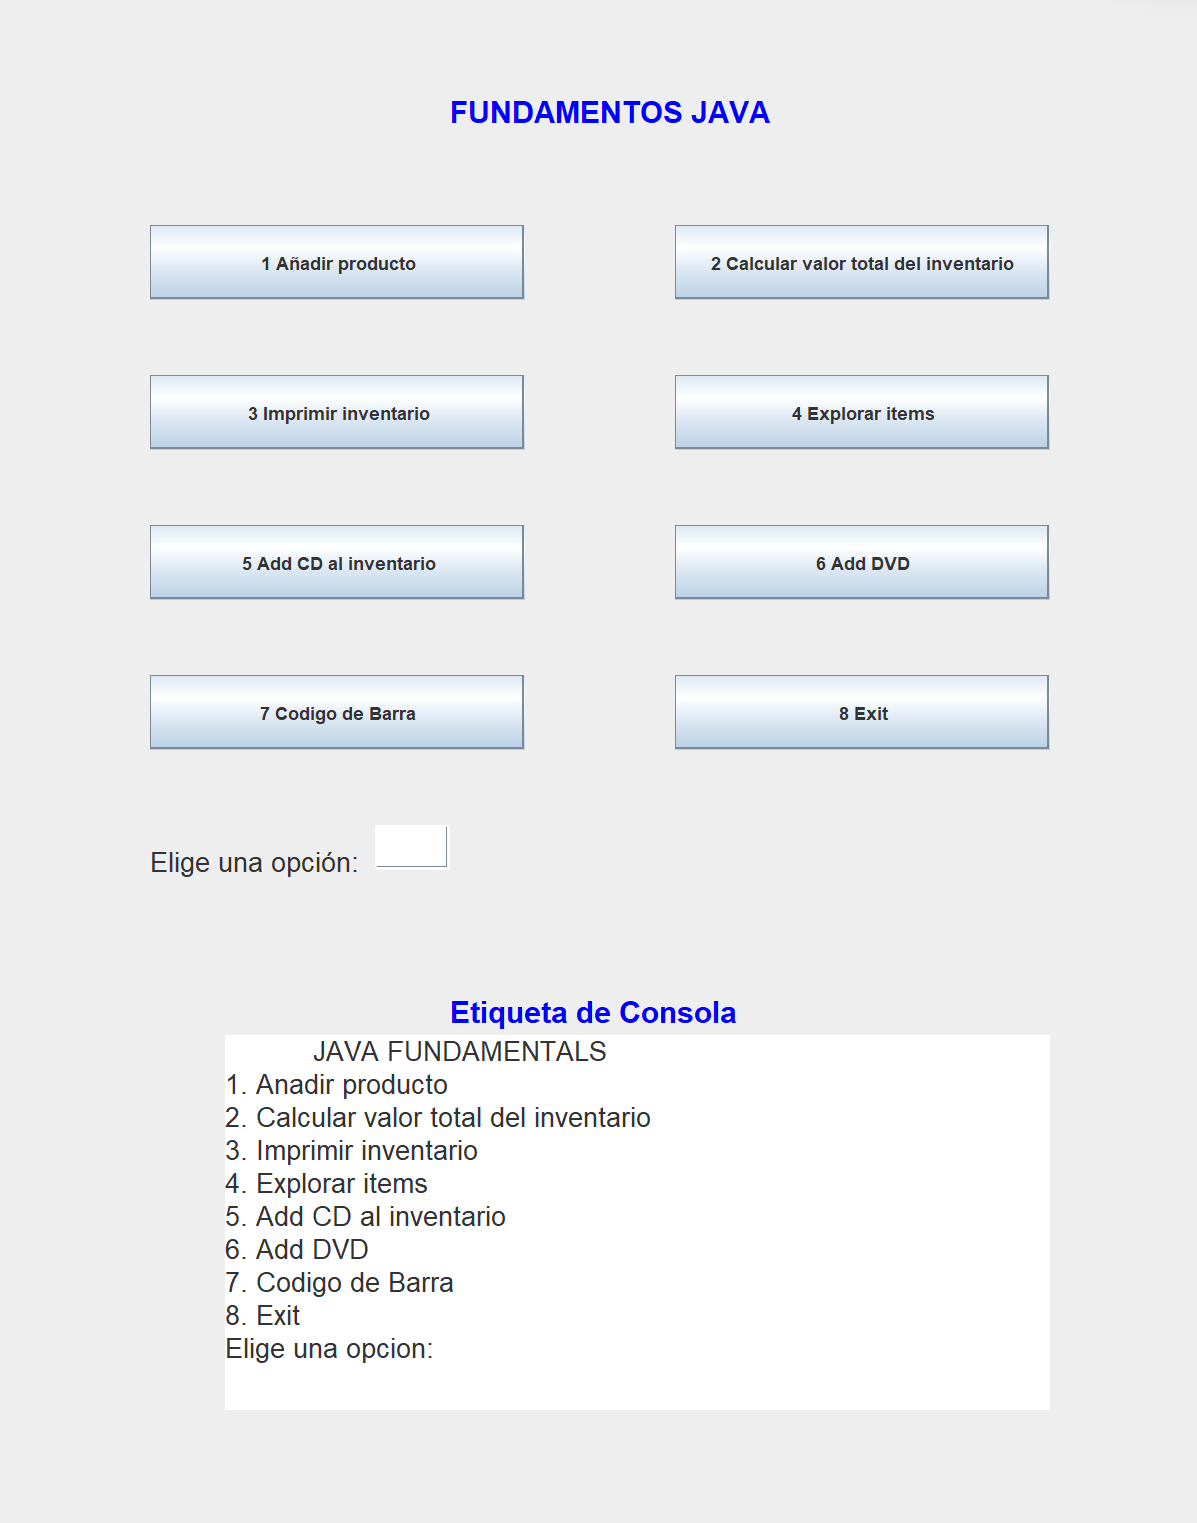 FUNDAMENTOS JAVA
1 Añadir producto
2 Calcular valor total del inventario
3 Imprimir inventario
4 Explorar items
5 Add CD al inventario
6 Add DVD
7 Codigo de Barra
8 Exit
Elige una opción:
Etiqueta de Consola
JAVA FUNDAMENTALS
1. Anadir producto
2. Calcular valor total del inventario
3. Imprimir inventario
4. Explorar items
5. Add CD al inventario
6. Add DVD
7. Codigo de Barra
8. Exit
Elige una opcion: